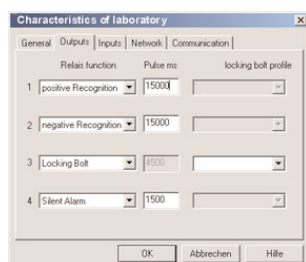 Characteristics of laboratory
General Outputs Inputs Network Communication
Relais function Pulse ms locking bolt profile
1 positive Recognition 15000
2 negative Recognition 15000
3 Locking Bolt 4500
4 Silent Alarm 1500
OK Abbrechen Hilfe